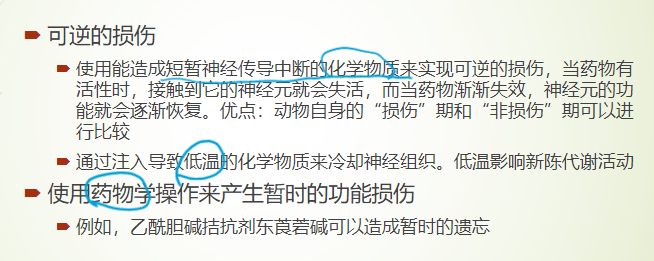 可逆的损伤
使用能造成短暂神经传导中断的化学物质来实现可逆的损伤，当药物有
活性时，接触到它的神经元就会失活，而当药物渐渐失效，神经元的功
能就会逐渐恢复。优点：动物自身的“损伤”期和“非损伤”期可以进
行比较
通过注入导致低温的化学物质来冷却神经组织。低温影响新陈代谢活动
使用药物学操作来产生暂时的功能损伤
例如，乙酰胆碱拮抗剂东莨菪碱可以造成暂时的遗忘